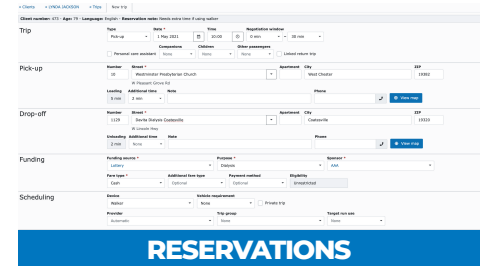 « Clients » LYNDA JACKSON » Trips New trip
Client number: 473 - Age: 79 - Language: English - Reservation note: Needs extra time if using walker
Trip
Type Date * Time Negotiation window
Pick-up 1 May 2021 10:00 0 min - 30 min
Companions Children Other passengers
Personal care assistant None None None Linked return trip
Pick-up
Number Street * Apartment City ZIP
10 Westminster Presbyterian Church West Chester 19382
W Pleasant Grove Rd
Loading Additional time Note Phone
5 min 2 min View map
Drop-off
Number Street * Apartment City ZIP
1129 Davita Dialysis Coatesville Coatesville 19320
W Lincoln Hwy
Unloading Additional time Note Phone
2 min None View map
Funding
Funding source * Purpose * Sponsor *
Lottery Dialysis AAA
Fare type * Additional fare type Payment method Eligibility
Cash Optional Optional Unrestricted
Scheduling
Device Vehicle requirement
Walker None Private trip
Provider Trip group Target run use
Automatic None None
RESERVATIONS